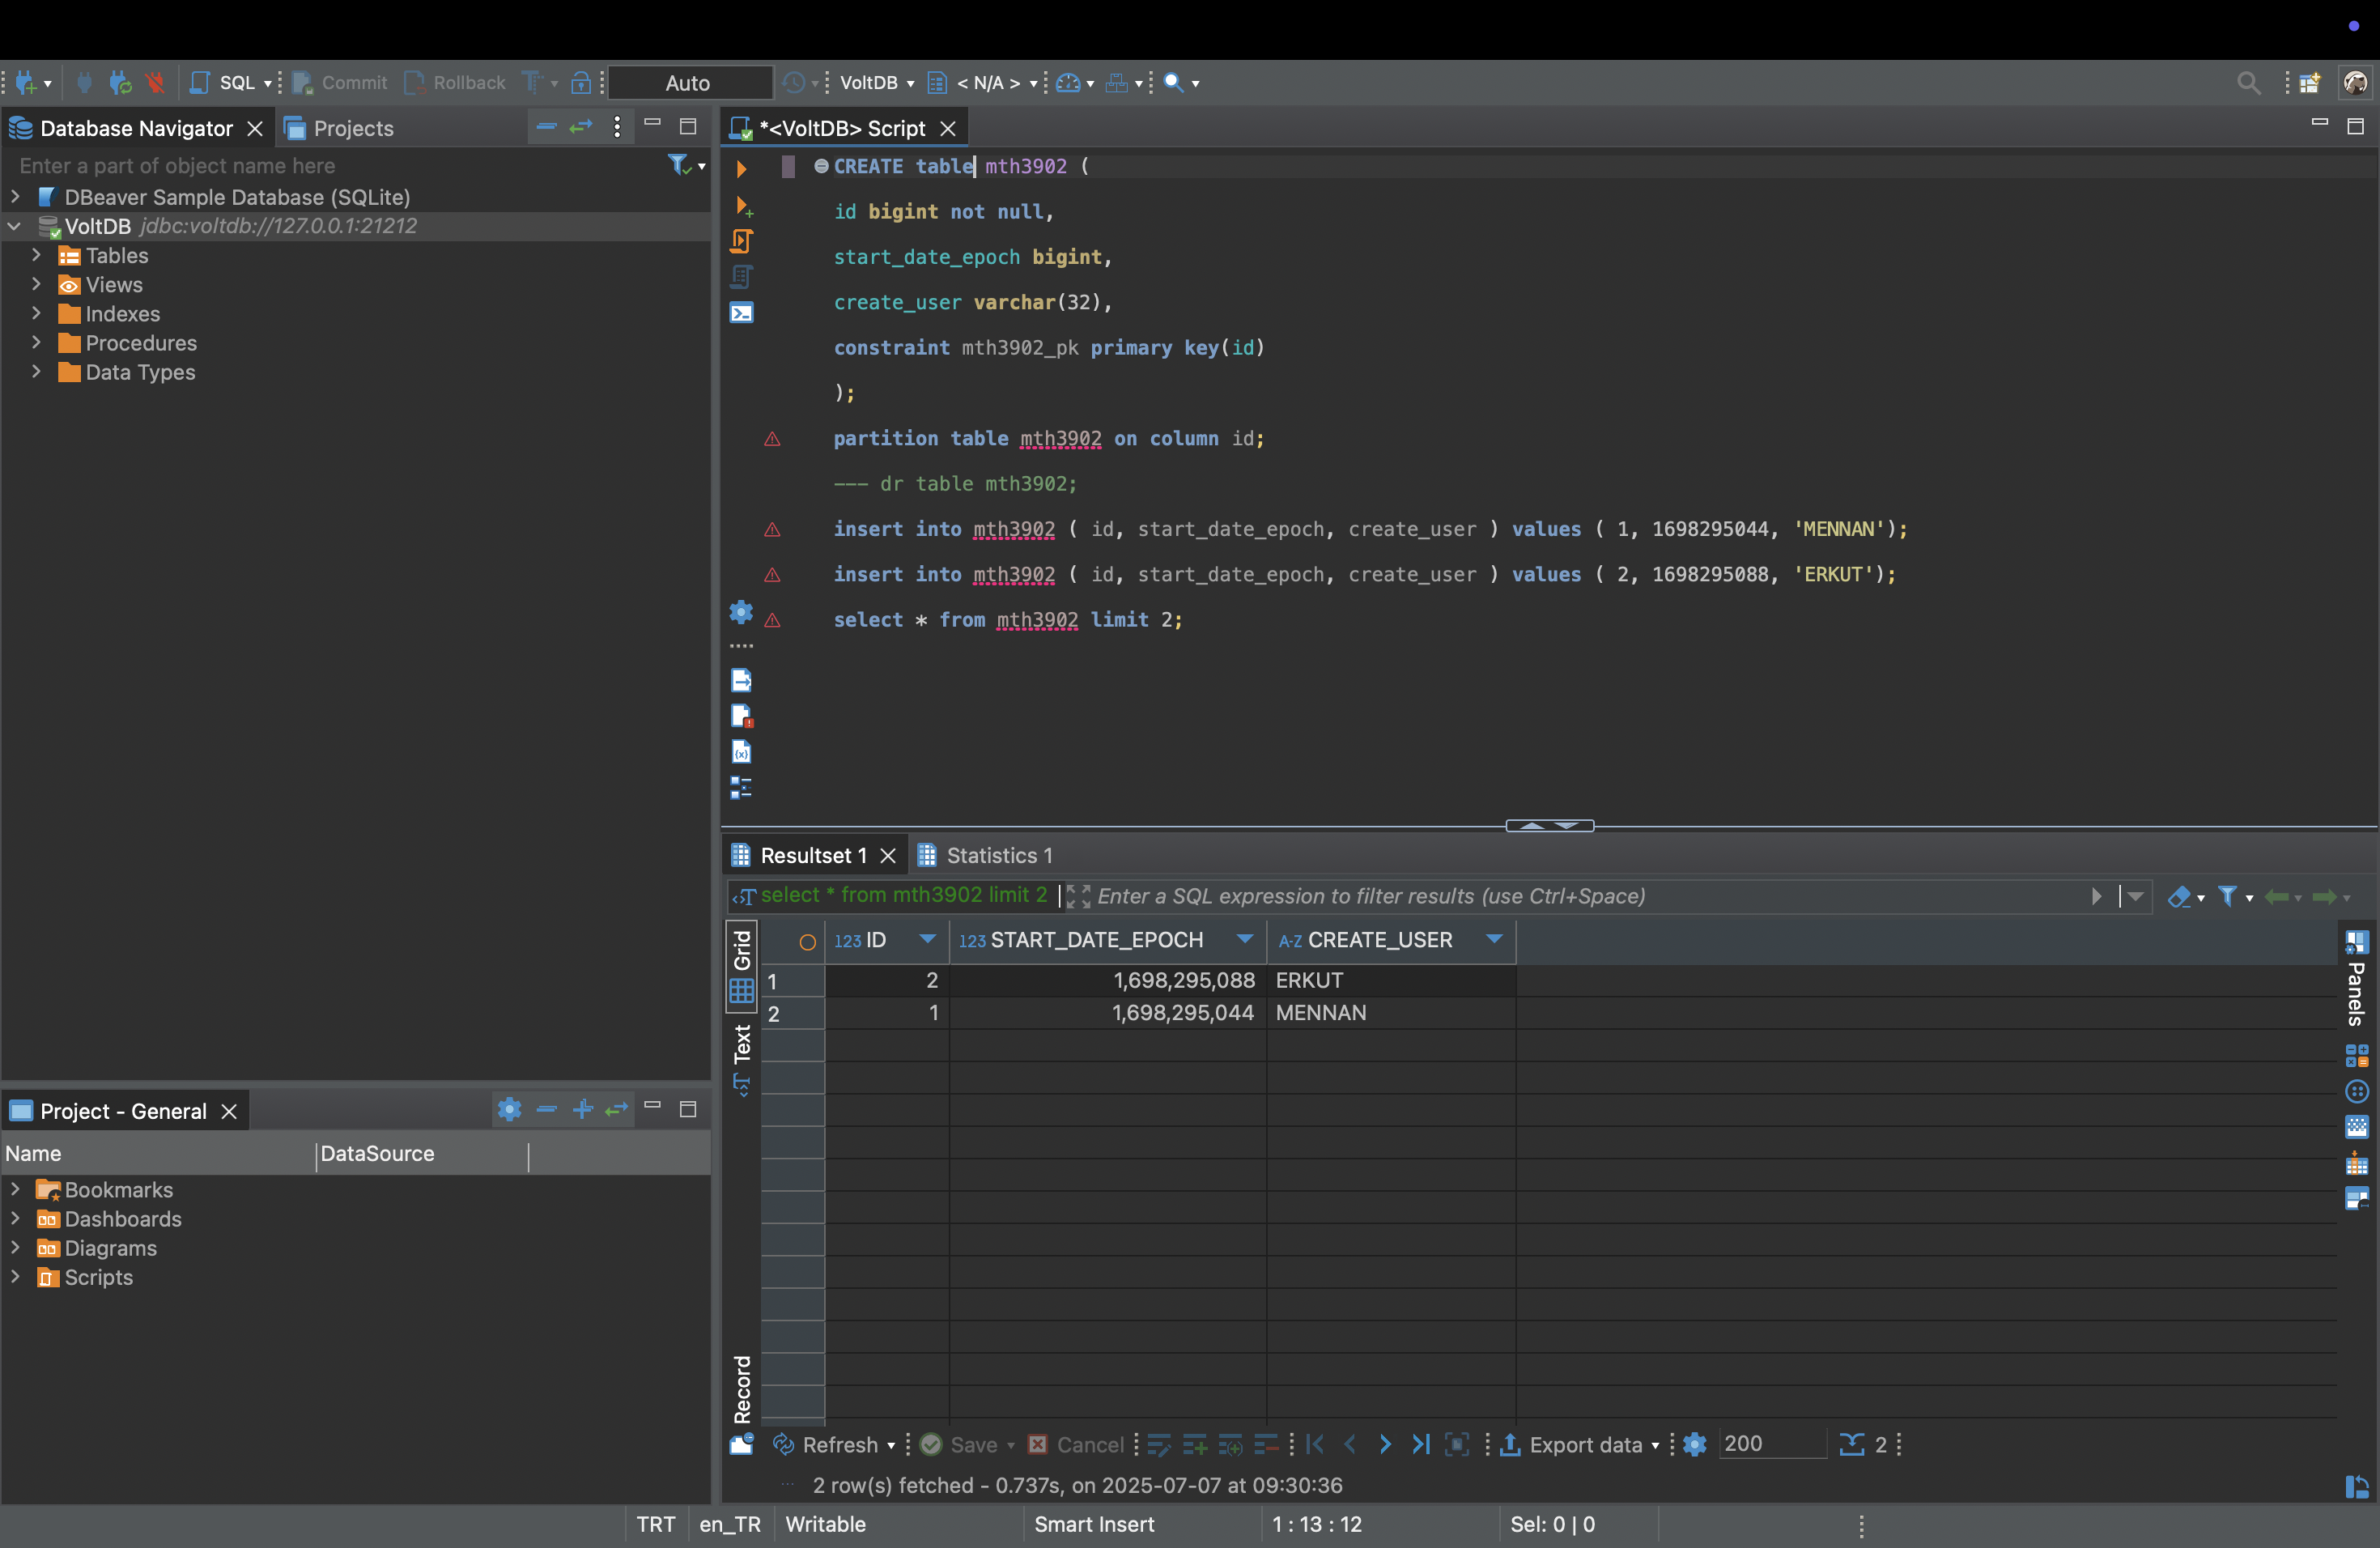 SQL Commit Rollback Auto VoltDB < N/A >
Database Navigator Projects
Enter a part of object name here
DBeaver Sample Database (SQLite)
VoltDB jdbc:voltdb://127.0.0.1:21212
Tables
Views
Indexes
Procedures
Data Types
*<VoltDB> Script
CREATE table mth3902 (
id bigint not null,
start_date_epoch bigint,
create_user varchar(32),
constraint mth3902_pk primary key(id)
);
partition table mth3902 on column id;
--- dr table mth3902;
insert into mth3902 ( id, start_date_epoch, create_user ) values ( 1, 1698295044, 'MENNAN');
insert into mth3902 ( id, start_date_epoch, create_user ) values ( 2, 1698295088, 'ERKUT');
select * from mth3902 limit 2;
Resultset 1 Statistics 1
select * from mth3902 limit 2 Enter a SQL expression to filter results (use Ctrl+Space)
Grid
Text
Record
123 ID 123 START_DATE_EPOCH A-Z CREATE_USER
1 2 1,698,295,088 ERKUT
2 1 1,698,295,044 MENNAN
Panels
Refresh Save Cancel Export data 200 2
2 row(s) fetched - 0.737s, on 2025-07-07 at 09:30:36
Project - General
Name DataSource
Bookmarks
Dashboards
Diagrams
Scripts
TRT en_TR Writable Smart Insert 1 : 13 : 12 Sel: 0 | 0